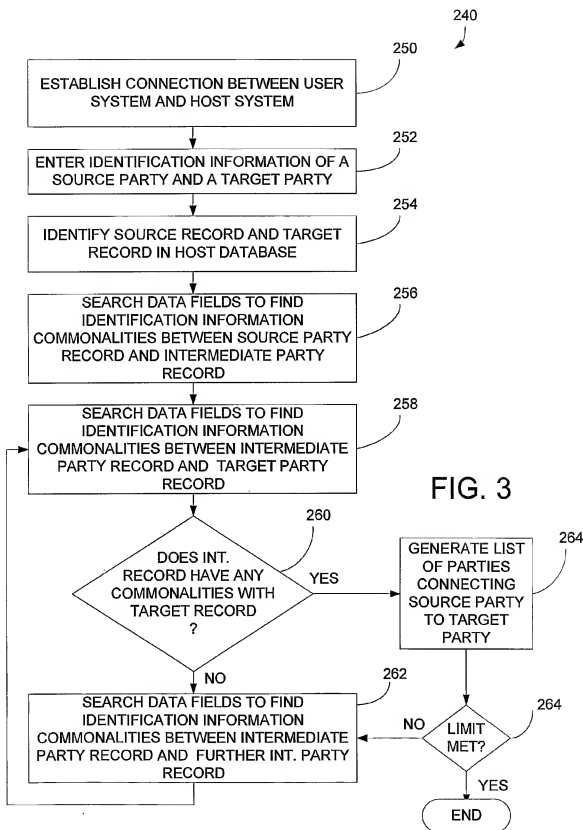 240
250
ESTABLISH CONNECTION BETWEEN USER
SYSTEM AND HOST SYSTEM
252
ENTER IDENTIFICATION INFORMATION OF A
SOURCE PARTY AND A TARGET PARTY
254
IDENTIFY SOURCE RECORD AND TARGET
RECORD IN HOST DATABASE
256
SEARCH DATA FIELDS TO FIND
IDENTIFICATION INFORMATION
COMMONALITIES BETWEEN SOURCE PARTY
RECORD AND INTERMEDIATE PARTY
RECORD
258
SEARCH DATA FIELDS TO FIND
IDENTIFICATION INFORMATION
COMMONALITIES BETWEEN INTERMEDIATE
PARTY RECORD AND TARGET PARTY
RECORD
FIG. 3
260
DOES INT.
RECORD HAVE ANY
COMMONALITIES WITH
TARGET RECORD
?
YES
NO
264
GENERATE LIST
OF PARTIES
CONNECTING
SOURCE PARTY
TO TARGET
PARTY
262
SEARCH DATA FIELDS TO FIND
IDENTIFICATION INFORMATION
COMMONALITIES BETWEEN INTERMEDIATE
PARTY RECORD AND FURTHER INT. PARTY
RECORD
264
LIMIT
MET?
NO
YES
END